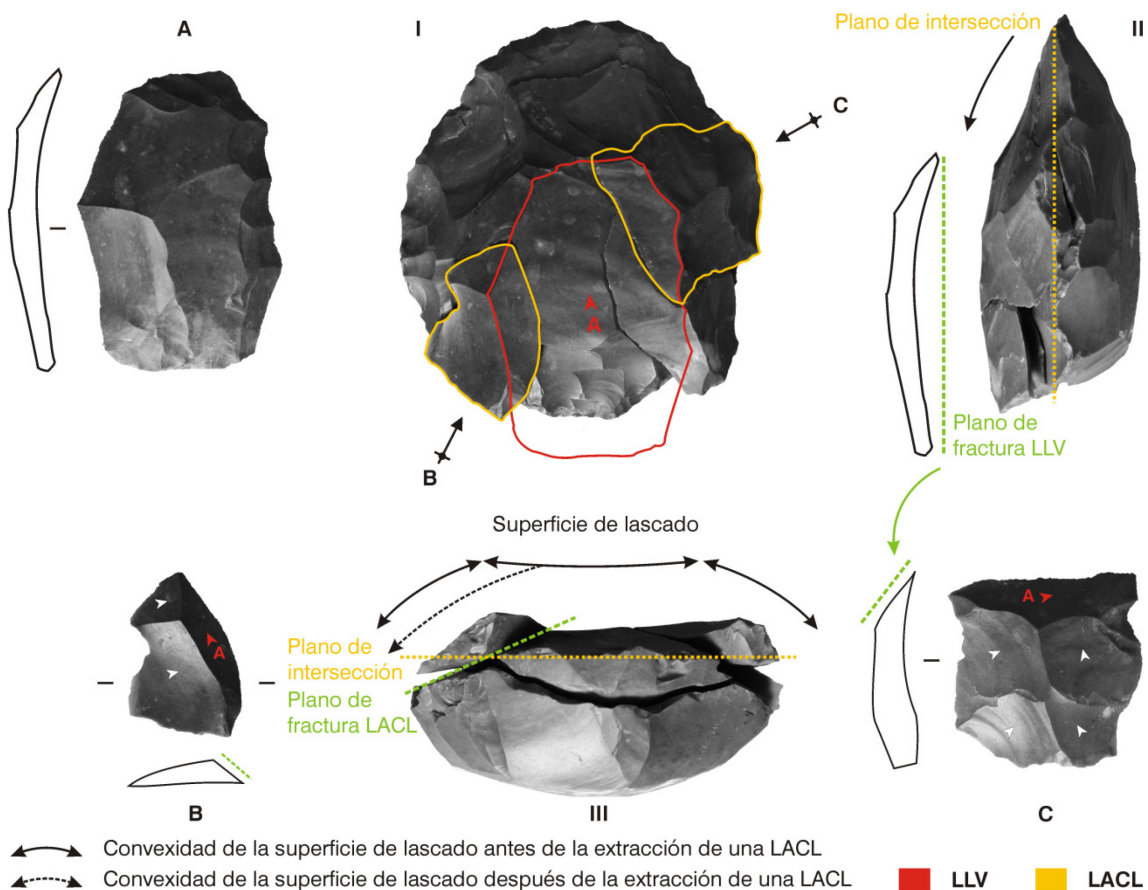 A
I
Plano de intersección
II
C
A
B
Plano de
fractura LLV
Superficie de lascado
A
Plano de
intersección
Plano de
fractura LACL
A
B
III
C
Convexidad de la superficie de lascado antes de la extracción de una LACL
Convexidad de la superficie de lascado después de la extracción de una LACL
LLV
LACL